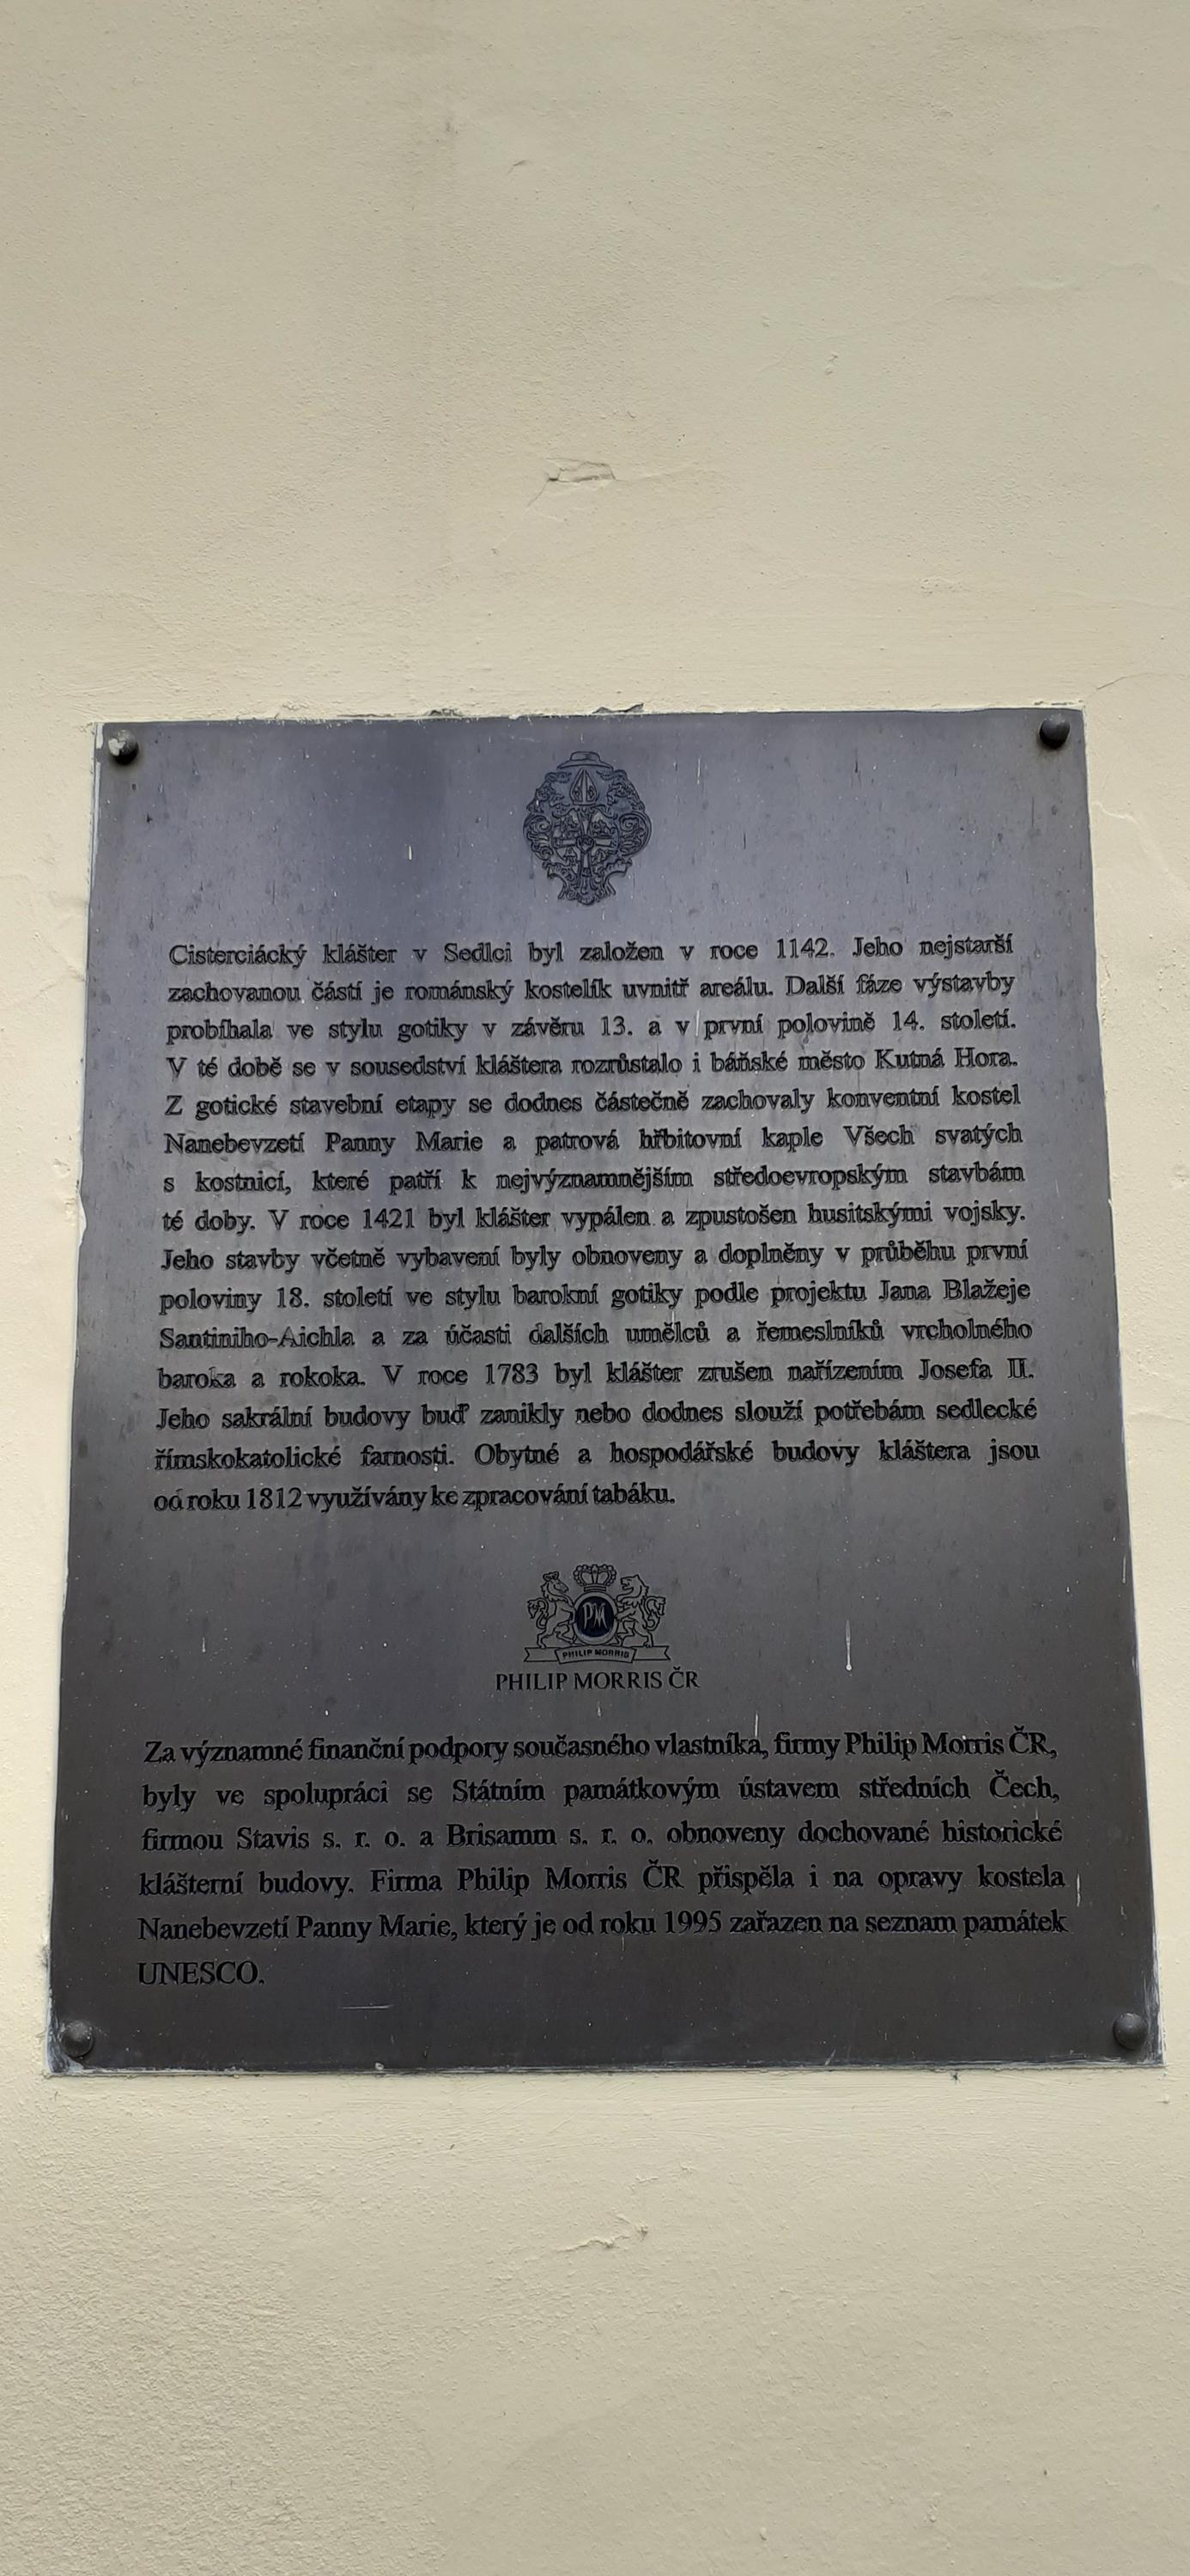 Cisterciácký klášter v Sedlci byl založen v roce 1142. Jeho nejstarší
zachovanou částí je románský kostelík uvnitř areálu. Další fáze výstavby
probíhala ve stylu gotiky v závěru 13. a v první polovině 14. století.
V té době se v sousedství kláštera rozrůstalo i báňské město Kutná Hora.
Z gotické stavební etapy se dodnes částečně zachovaly konventní kostel
Nanebevzetí Panny Marie a patrová hřbitovní kaple Všech svatých
s kostnicí, které patří k nejvýznamnějším středoevropským stavbám
té doby. V roce 1421 byl klášter vypálen a zpustošen husitskými vojsky.
Jeho stavby včetně vybavení byly obnoveny a doplněny v průběhu první
poloviny 18. století ve stylu barokní gotiky podle projektu Jana Blažeje
Santiniho-Aichla a za účasti dalších umělců a řemeslníků vrcholného
baroka a rokoka. V roce 1783 byl klášter zrušen nařízením Josefa II.
Jeho sakrální budovy buď zanikly nebo dodnes slouží potřebám sedlecké
římskokatolické farnosti. Obytné a hospodářské budovy kláštera jsou
od roku 1812 využívány ke zpracování tabáku.
PM
PHILIP MORRIS
PHILIP MORRIS ČR
Za významné finanční podpory současného vlastníka, firmy Philip Morris ČR,
byly ve spolupráci se Státním památkovým ústavem středních Čech,
firmou Stavis s. r. o. a Brisamm s. r. o. obnoveny dochované historické
klášterní budovy. Firma Philip Morris ČR přispěla i na opravy kostela
Nanebevzetí Panny Marie, který je od roku 1995 zařazen na seznam památek
UNESCO.